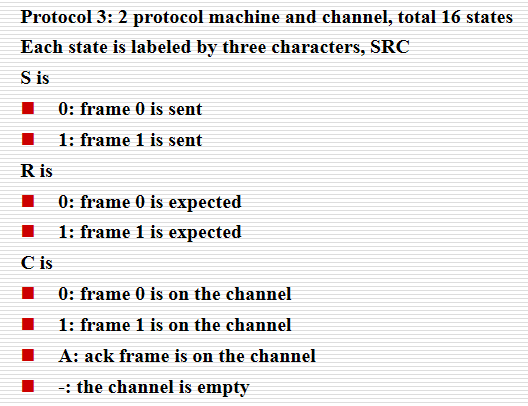 Protocol 3: 2 protocol machine and channel, total 16 states
Each state is labeled by three characters, SRC
S is
0: frame 0 is sent
1: frame 1 is sent
R is
0: frame 0 is expected
1: frame 1 is expected
C is
0: frame 0 is on the channel
1: frame 1 is on the channel
A: ack frame is on the channel
-: the channel is empty